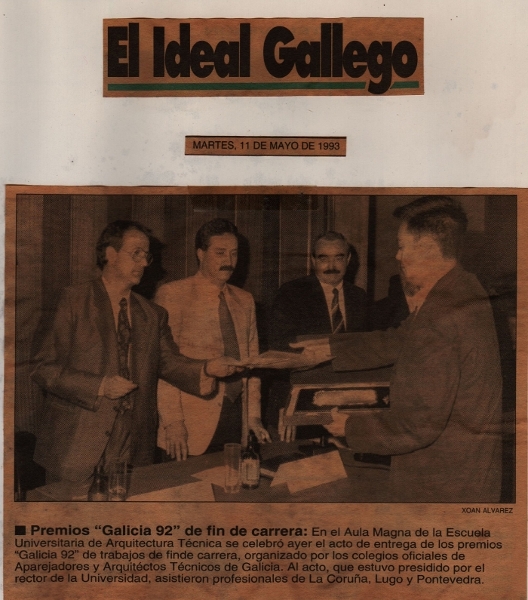 El Ideal Gallego
MARTES, 11 DE MAYO DE 1993
XOAN ALVAREZ
■ Premios “Galicia 92” de fin de carrera: En el Aula Magna de la Escuela
Universitaria de Arquitectura Técnica se celebró ayer el acto de entrega de los premios
“Galicia 92” de trabajos de finde carrera, organizado por los colegios oficiales de
Aparejadores y Arquitéctos Técnicos de Galicia. Al acto, que estuvo presidido por el
rector de la Universidad, asistieron profesionales de La Coruña, Lugo y Pontevedra.